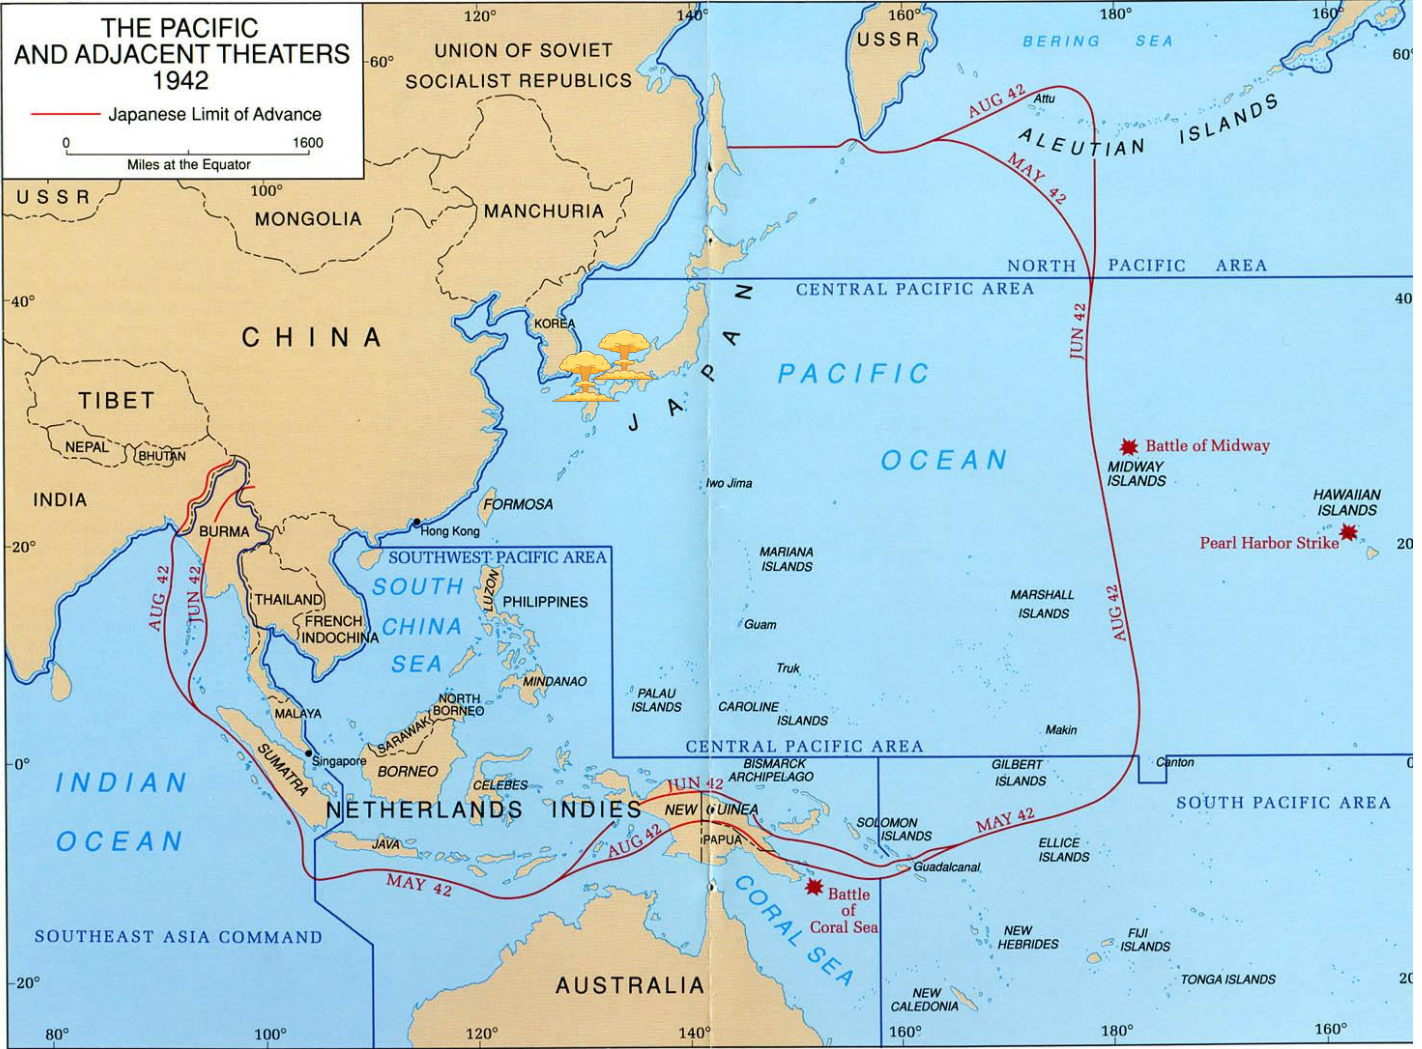 THE PACIFIC
AND ADJACENT THEATERS
1942
Japanese Limit of Advance
0 1600
Miles at the Equator
120° 140° 160° 180° 160°
60°
UNION OF SOVIET
SOCIALIST REPUBLICS
USSR
BERING SEA
60°
AUG 42
Attu
ALEUTIAN ISLANDS
MAY 42
USSR
100°
MONGOLIA
MANCHURIA
NORTH PACIFIC AREA
CENTRAL PACIFIC AREA
40°
40
CHINA
KOREA
JAPAN
JUN 42
PACIFIC
OCEAN
TIBET
NEPAL
BHUTAN
INDIA
BURMA
Battle of Midway
MIDWAY
ISLANDS
HAWAIIAN
ISLANDS
Pearl Harbor Strike
Iwo Jima
FORMOSA
Hong Kong
20°
20
SOUTHWEST PACIFIC AREA
SOUTH
CHINA
SEA
LUZON
PHILIPPINES
MARIANA
ISLANDS
Guam
MARSHALL
ISLANDS
AUG 42
AUG 42
JUN 42
THAILAND
FRENCH
INDOCHINA
MINDANAO
PALAU
ISLANDS
Truk
CAROLINE
ISLANDS
Makin
NORTH
BORNEO
SARAWAK
BORNEO
MALAYA
Singapore
SUMATRA
CELEBES
CENTRAL PACIFIC AREA
BISMARCK
ARCHIPELAGO
GILBERT
ISLANDS
Canton
0°
0
INDIAN
OCEAN
NETHERLANDS INDIES
JUN 42
NEW GUINEA
PAPUA
SOLOMON
ISLANDS
MAY 42
SOUTH PACIFIC AREA
JAVA
MAY 42
AUG 42
Guadalcanal
ELLICE
ISLANDS
Battle
of
Coral Sea
CORAL SEA
SOUTHEAST ASIA COMMAND
NEW
HEBRIDES
FIJI
ISLANDS
TONGA ISLANDS
NEW
CALEDONIA
AUSTRALIA
20°
20
80° 100° 120° 140° 160° 180° 160°